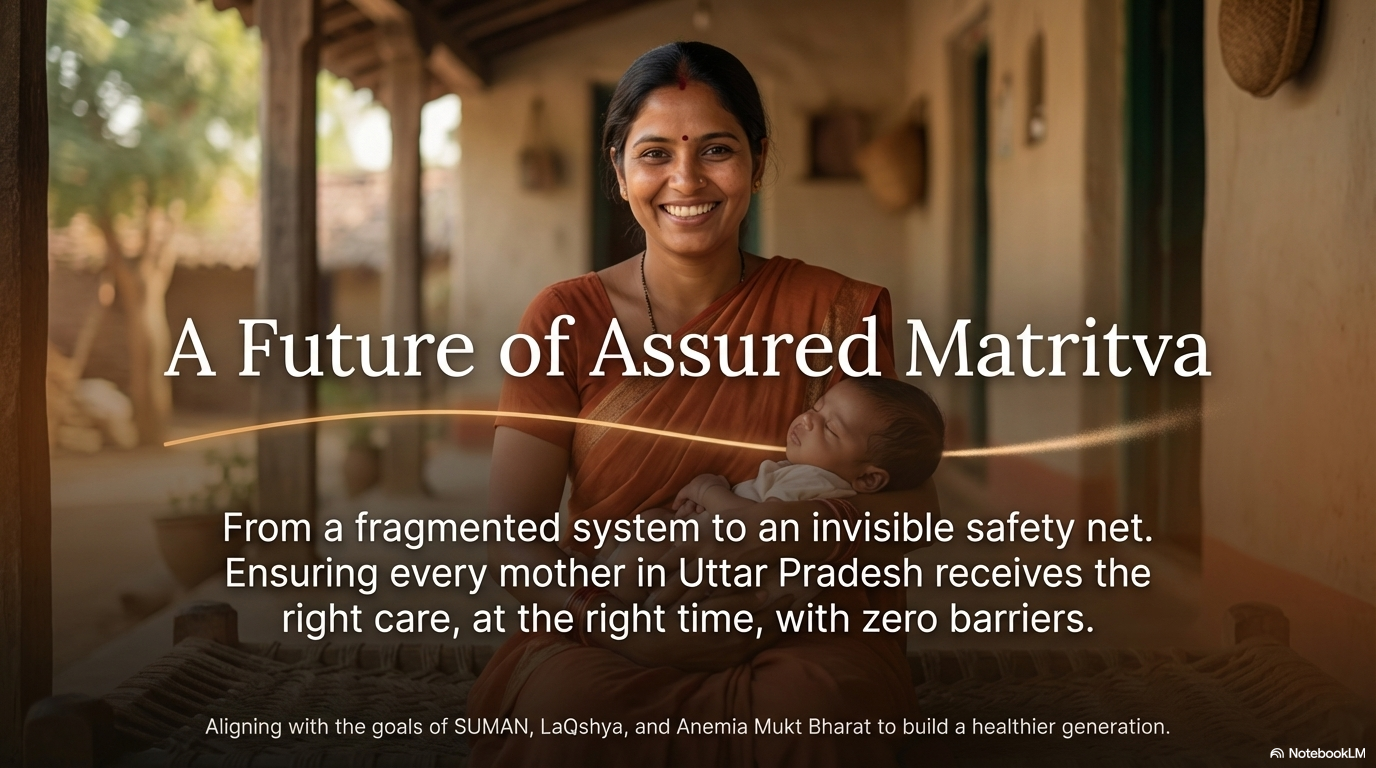 A Future of Assured Matritva
From a fragmented system to an invisible safety net.
Ensuring every mother in Uttar Pradesh receives the
right care, at the right time, with zero barriers.
Aligning with the goals of SUMAN, LaQshya, and Anemia Mukt Bharat to build a healthier generation.
NotebookLM